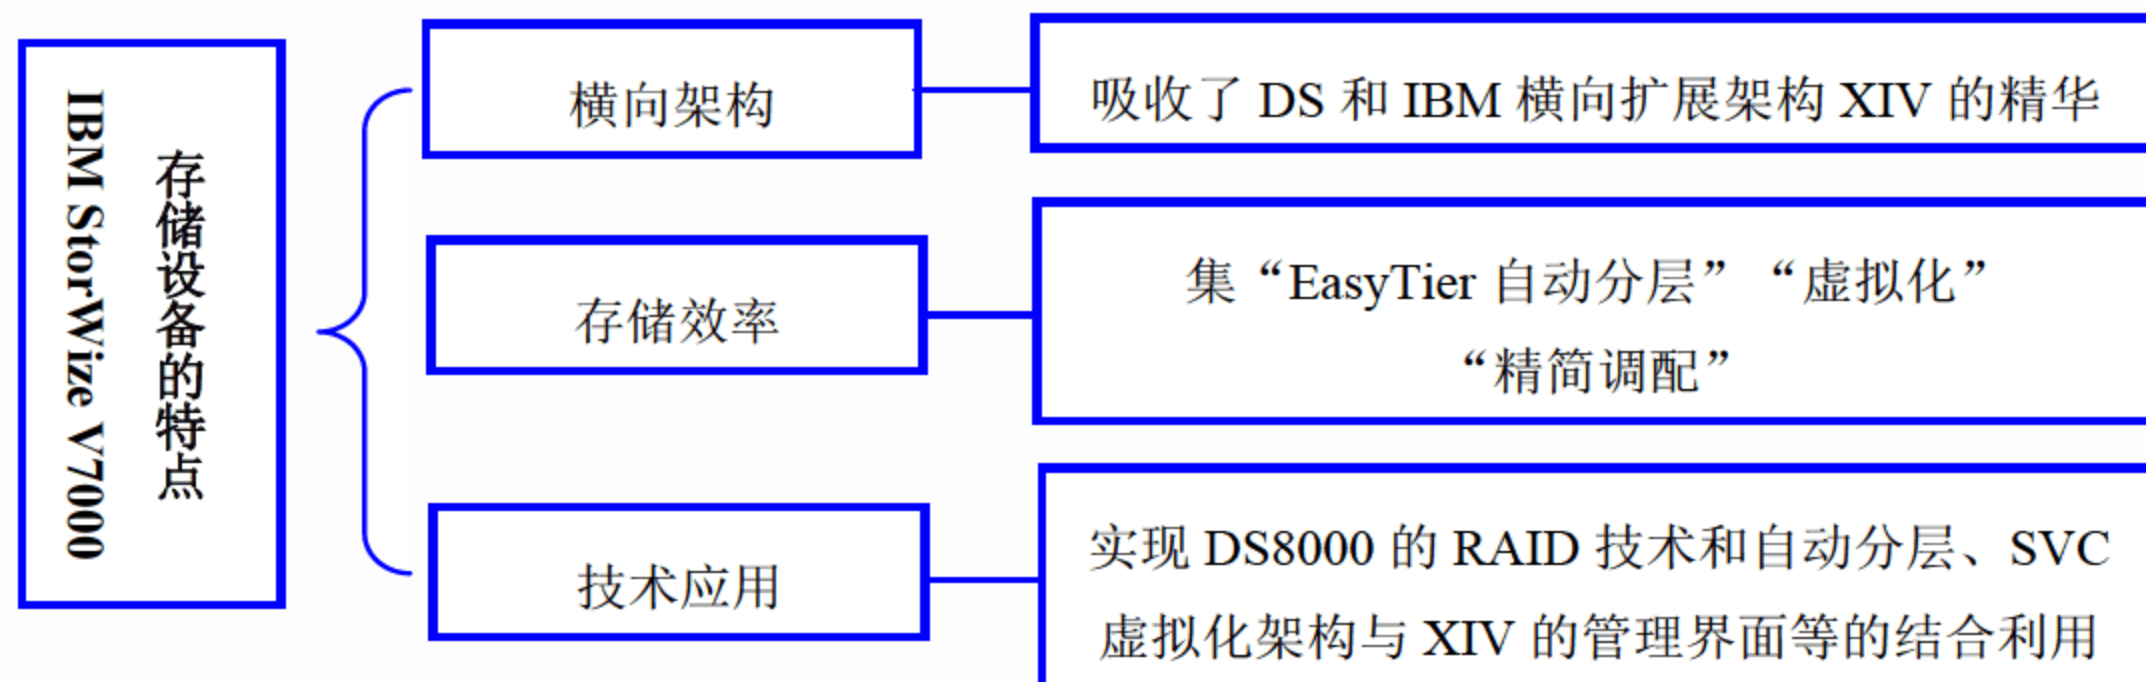 IBM StorWize V7000
存储设备的特点
横向架构
吸收了 DS 和 IBM 横向扩展架构 XIV 的精华
存储效率
集“EasyTier 自动分层”“虚拟化”
“精简调配”
技术应用
实现 DS8000 的 RAID 技术和自动分层、SVC
虚拟化架构与 XIV 的管理界面等的结合利用